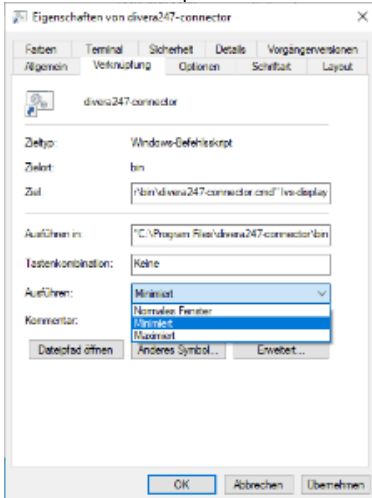 Eigenschaften von divera247-connector
Farben Terminal Sicherheit Details Vorgängerversionen
Allgemein Verknüpfung Optionen Schriftart Layout
divera247-connector
Zieltyp: Windows-Befehlsskript
Zielort: bin
Ziel: r\bin\divera247-connector.cmd" lvs-display
Ausführen in: "C:\Program Files\divera247-connector\bin
Tastenkombination: Keine
Ausführen: Minimiert
Normales Fenster
Kommentar: Minimiert
Maximiert
Dateipfad öffnen Anderes Symbol... Erweitert...
OK Abbrechen Übernehmen